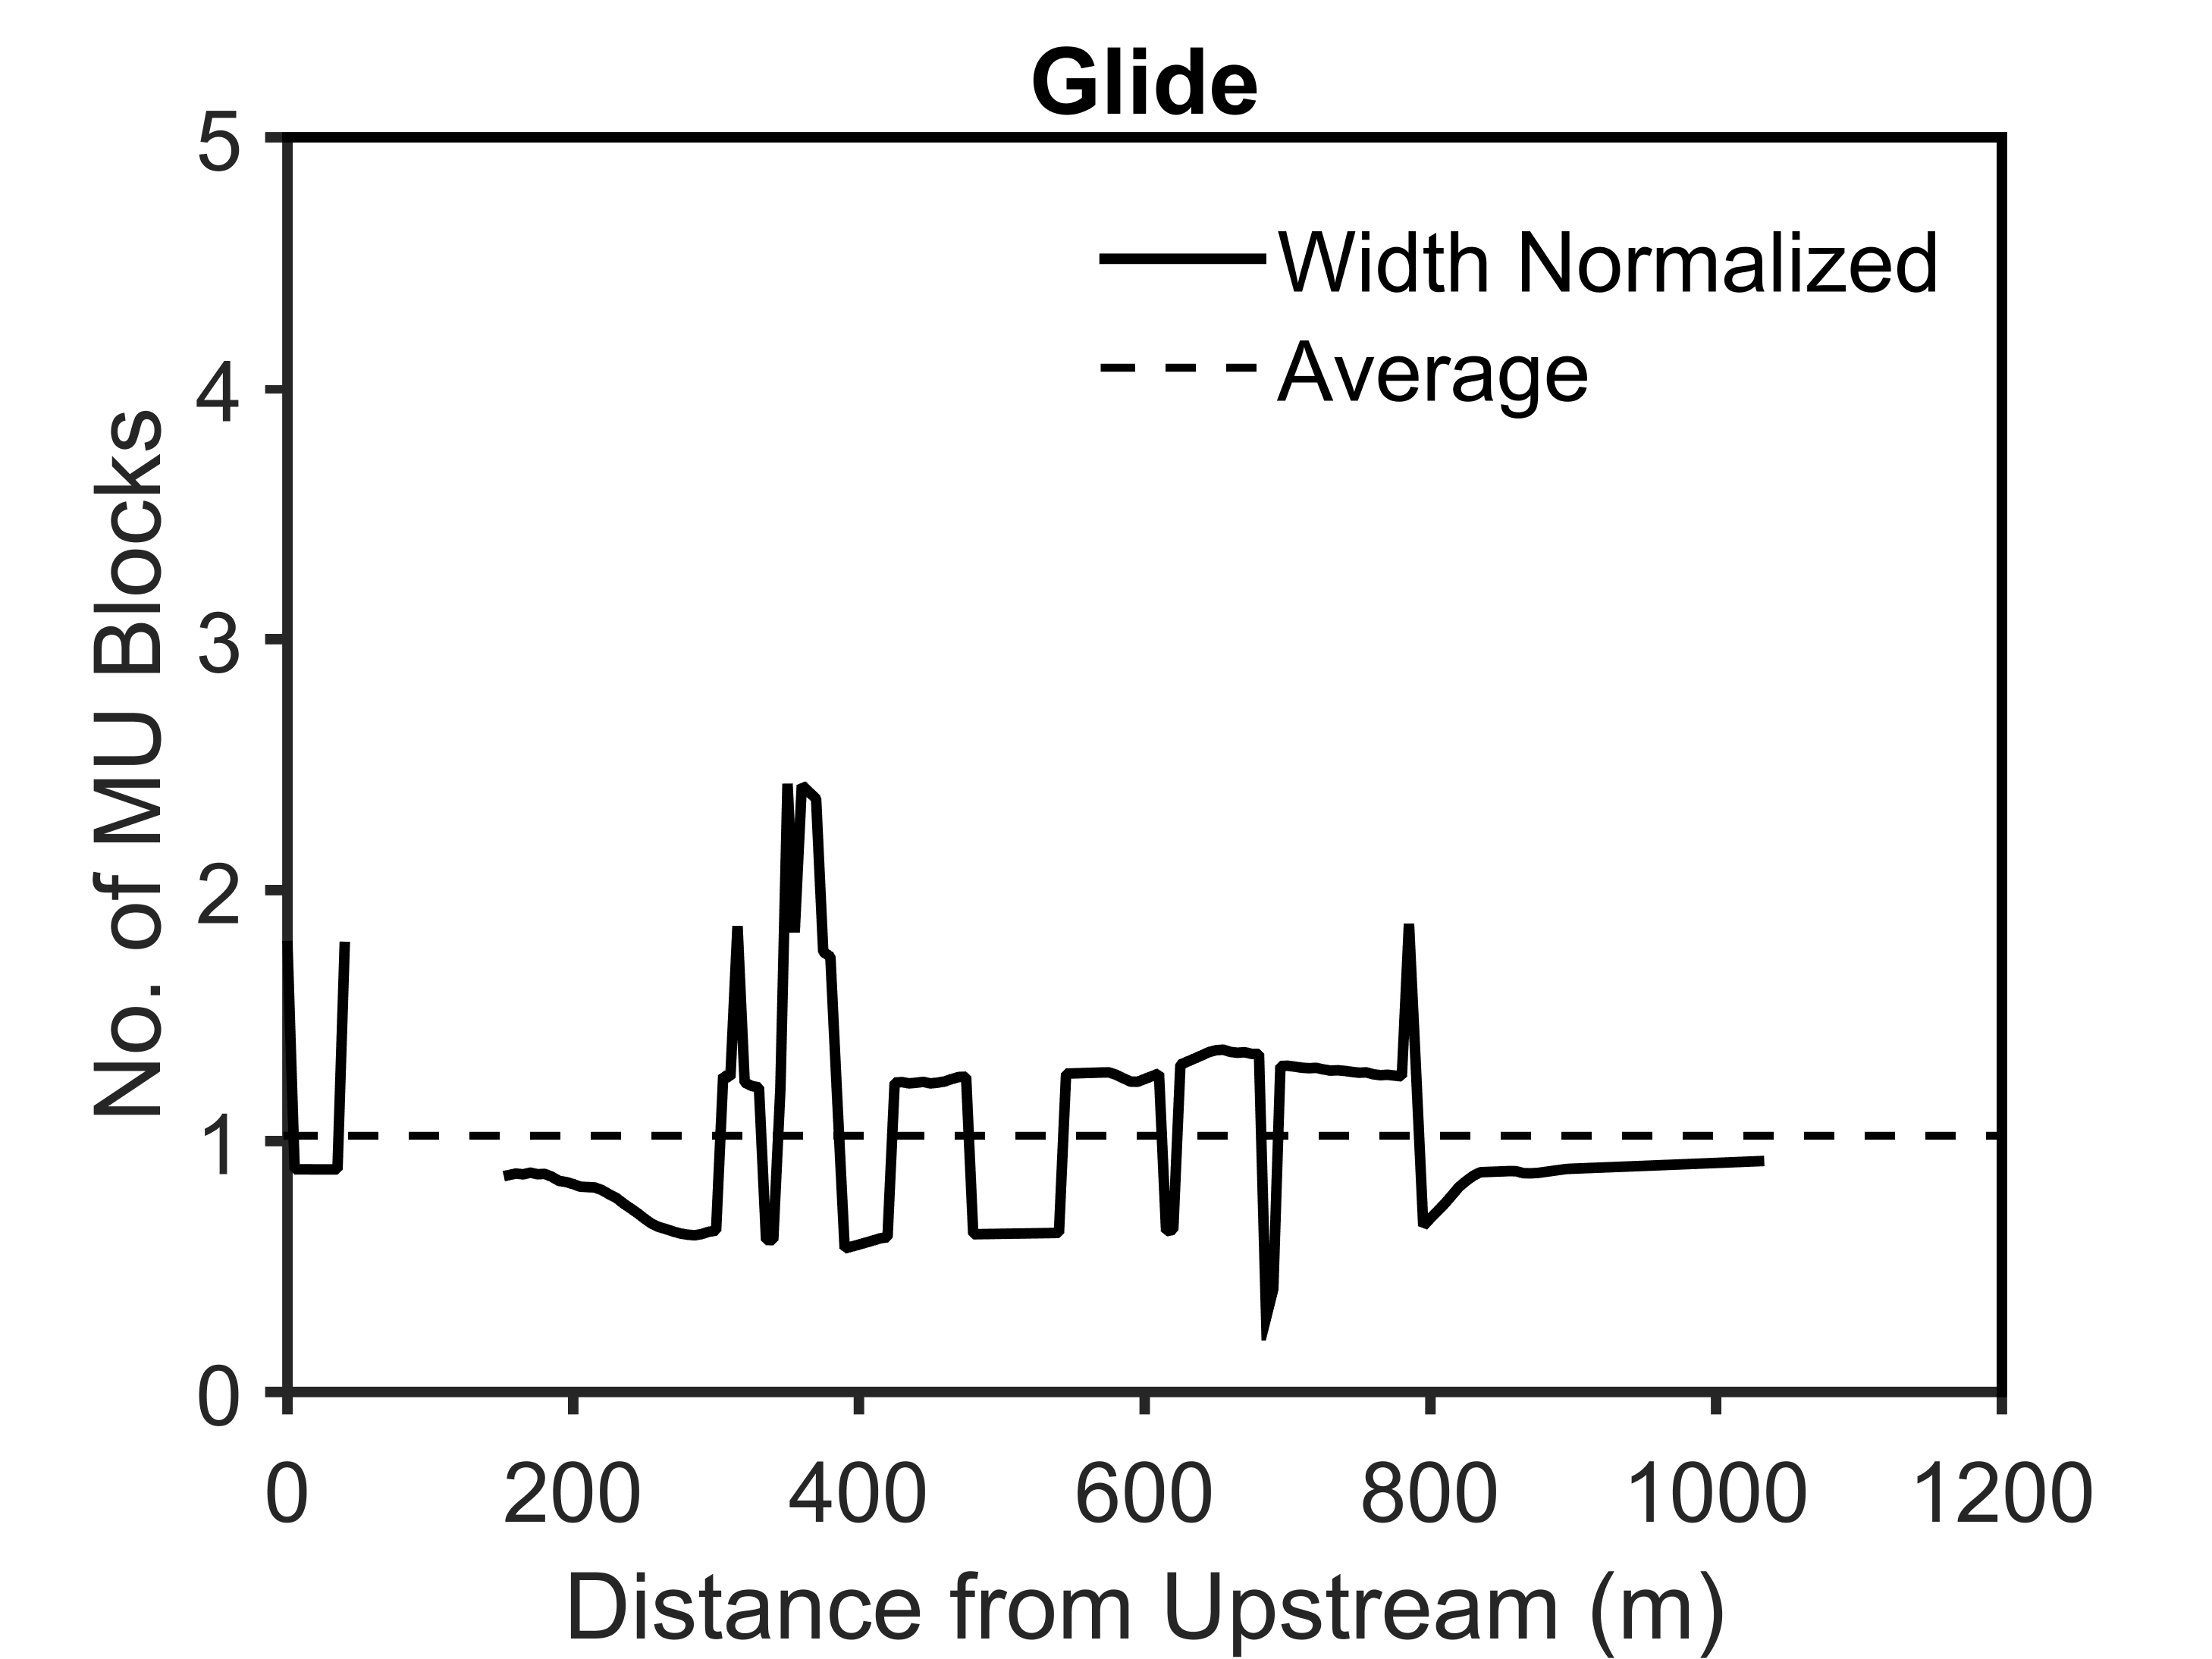 Glide
Width Normalized
Average
No. of MU Blocks
5
4
3
2
1
0
0 200 400 600 800 1000 1200
Distance from Upstream (m)